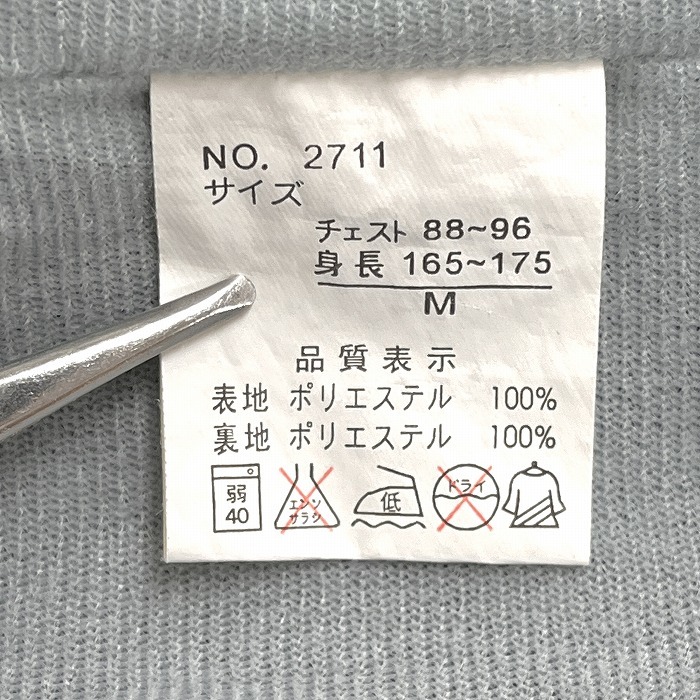 NO. 2711
サイズ
チェスト 88~96
身長 165~175
M
品質表示
表地 ポリエステル 100%
裏地 ポリエステル 100%
弱 40
エンソ サラシ
低
ドライ